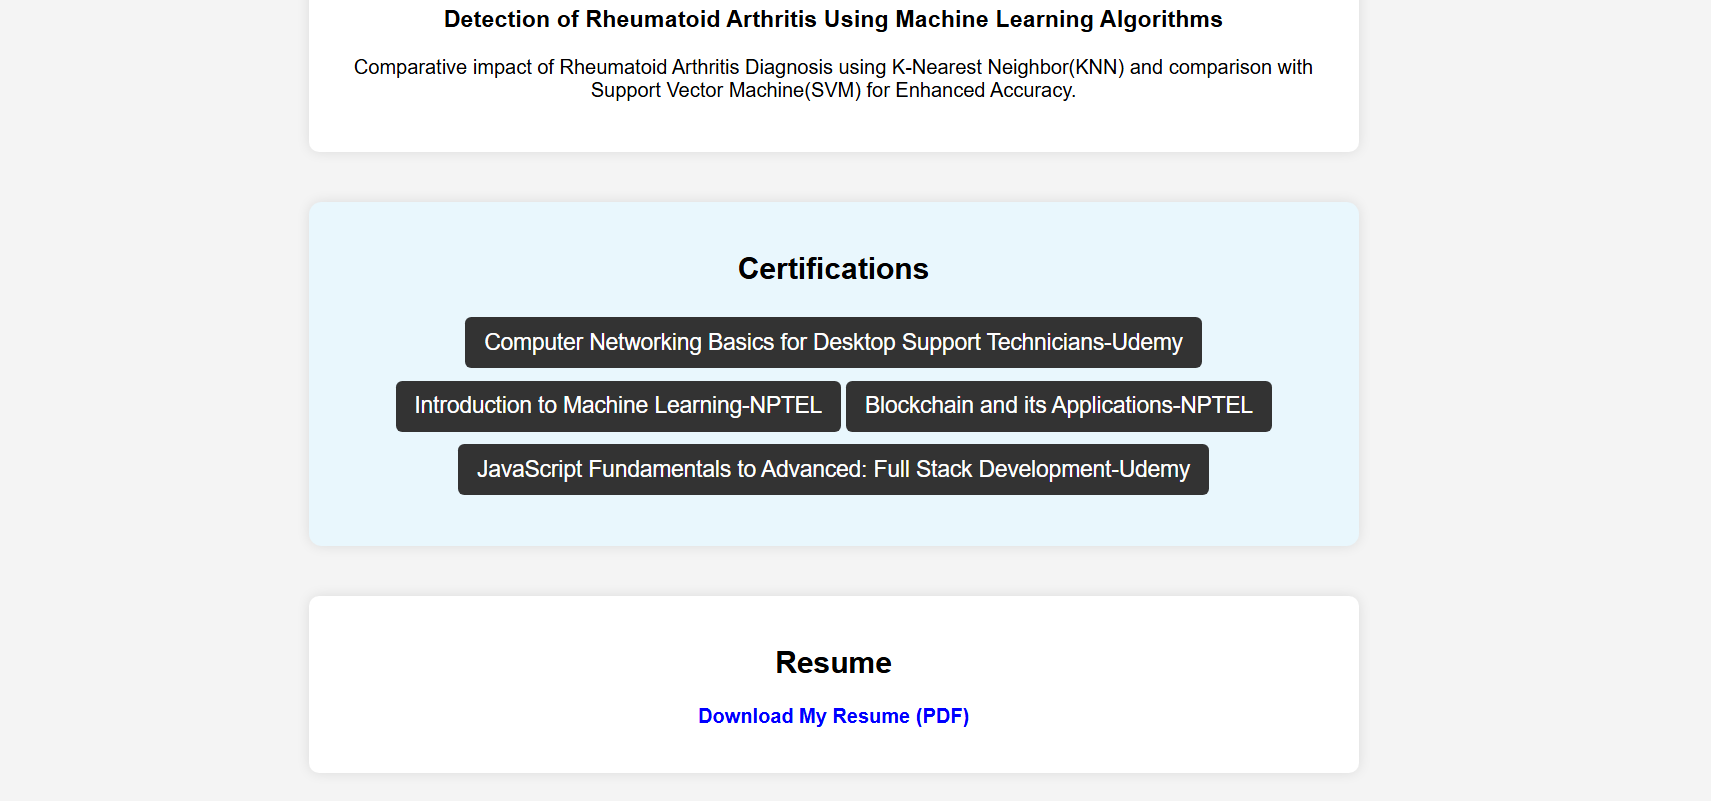 Detection of Rheumatoid Arthritis Using Machine Learning Algorithms
Comparative impact of Rheumatoid Arthritis Diagnosis using K-Nearest Neighbor(KNN) and comparison with
Support Vector Machine(SVM) for Enhanced Accuracy.
Certifications
Computer Networking Basics for Desktop Support Technicians-Udemy
Introduction to Machine Learning-NPTEL Blockchain and its Applications-NPTEL
JavaScript Fundamentals to Advanced: Full Stack Development-Udemy
Resume
Download My Resume (PDF)